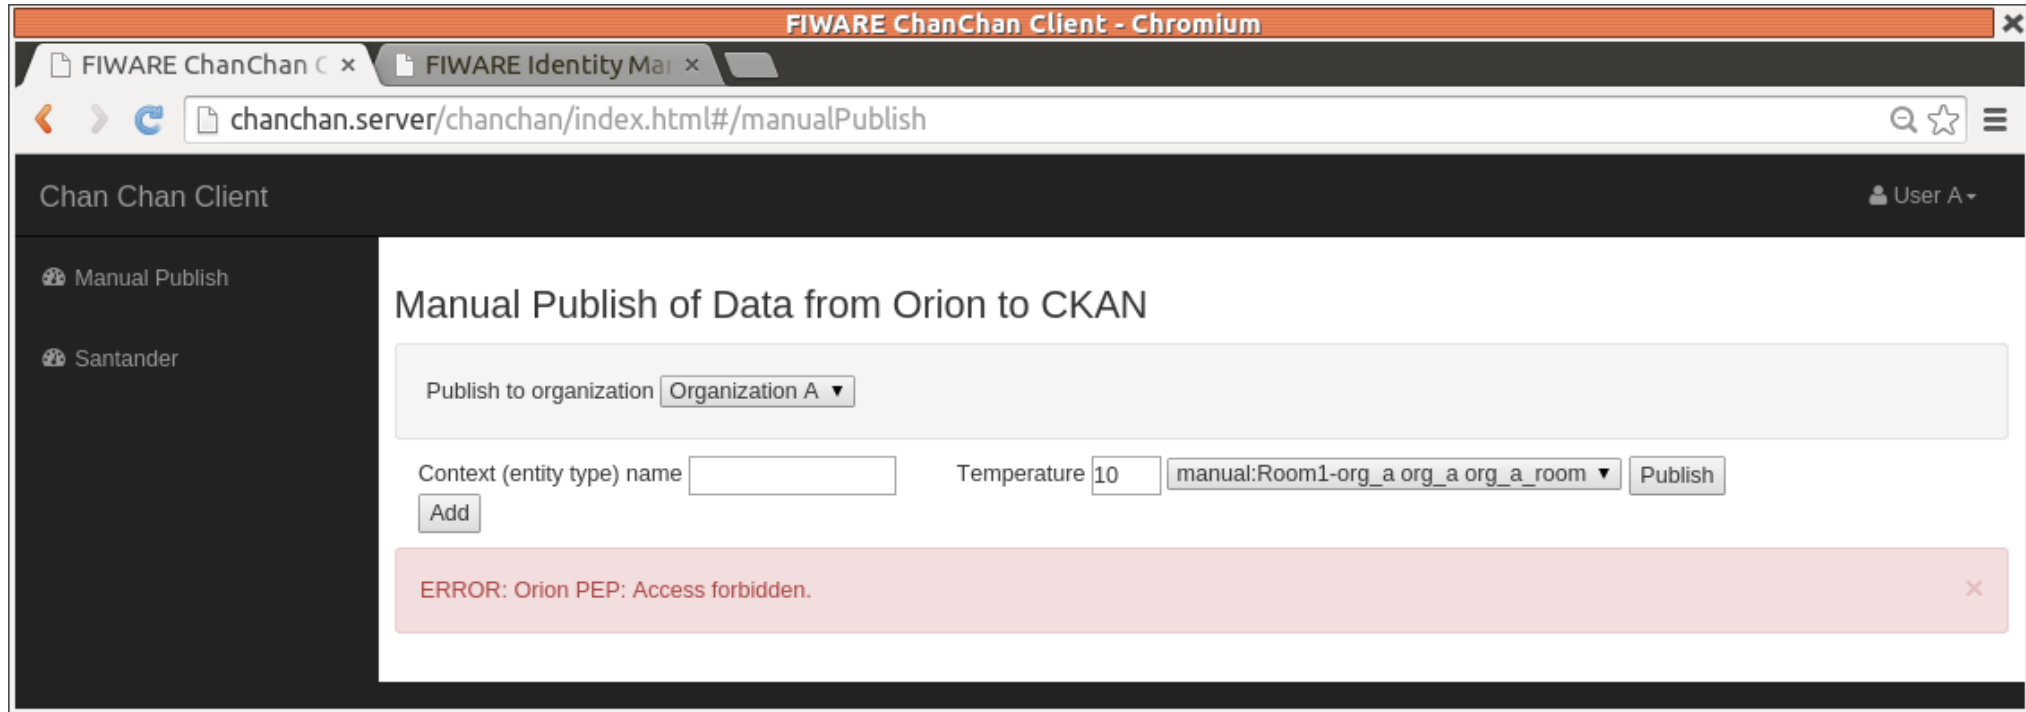 FIWARE ChanChan Client - Chromium
FIWARE ChanChan C
FIWARE Identity Ma
chanchan.server/chanchan/index.html#/manualPublish
Chan Chan Client
User A
Manual Publish
Santander
Manual Publish of Data from Orion to CKAN
Publish to organization Organization A
Context (entity type) name
Temperature 10 manual:Room1-org_a org_a org_a_room Publish
Add
ERROR: Orion PEP: Access forbidden.